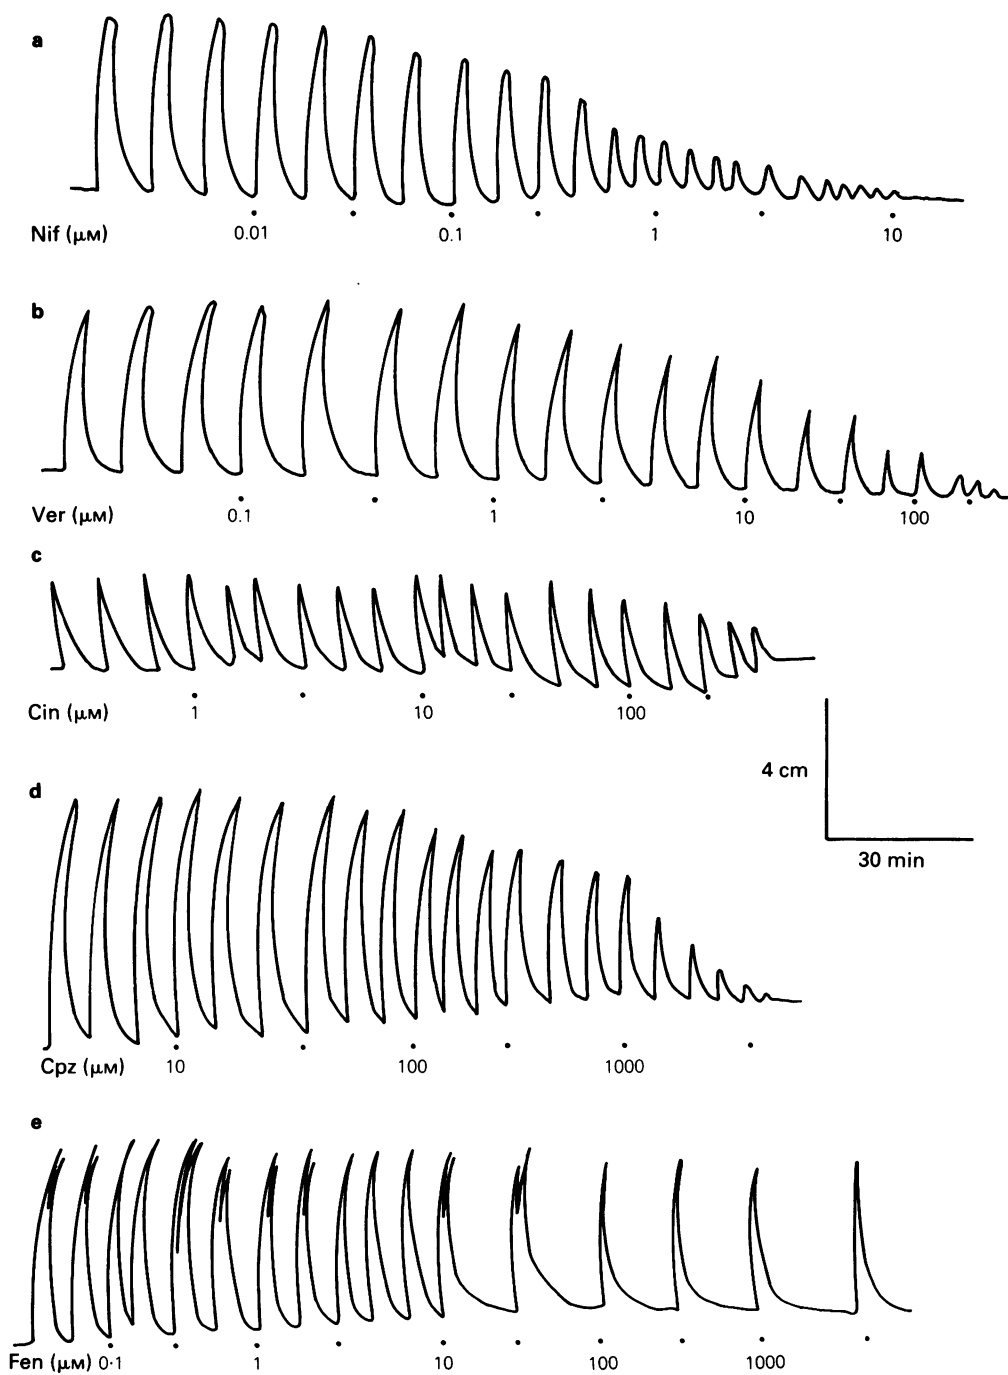 a
Nif (μM) 0.01 0.1 1 10
b
Ver (μM) 0.1 1 10 100
c
Cin (μM) 1 10 100
4 cm
30 min
d
Cpz (μM) 10 100 1000
e
Fen (μM) 0·1 1 10 100 1000